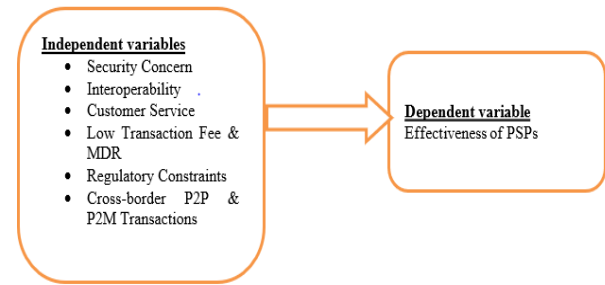 Independent variables
• Security Concern
• Interoperability .
• Customer Service
• Low Transaction Fee &
MDR
• Regulatory Constraints
• Cross-border P2P &
P2M Transactions
Dependent variable
Effectiveness of PSPs